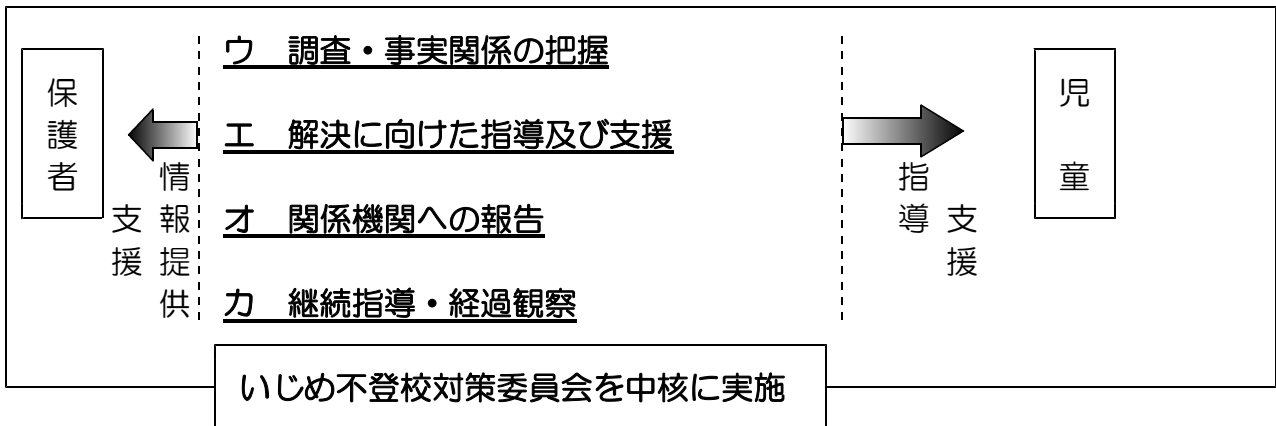 ウ　調査・事実関係の把握
保護者
児童
エ　解決に向けた指導及び支援
情報提供
支援
指導
支援
オ　関係機関への報告
カ　継続指導・経過観察
いじめ不登校対策委員会を中核に実施